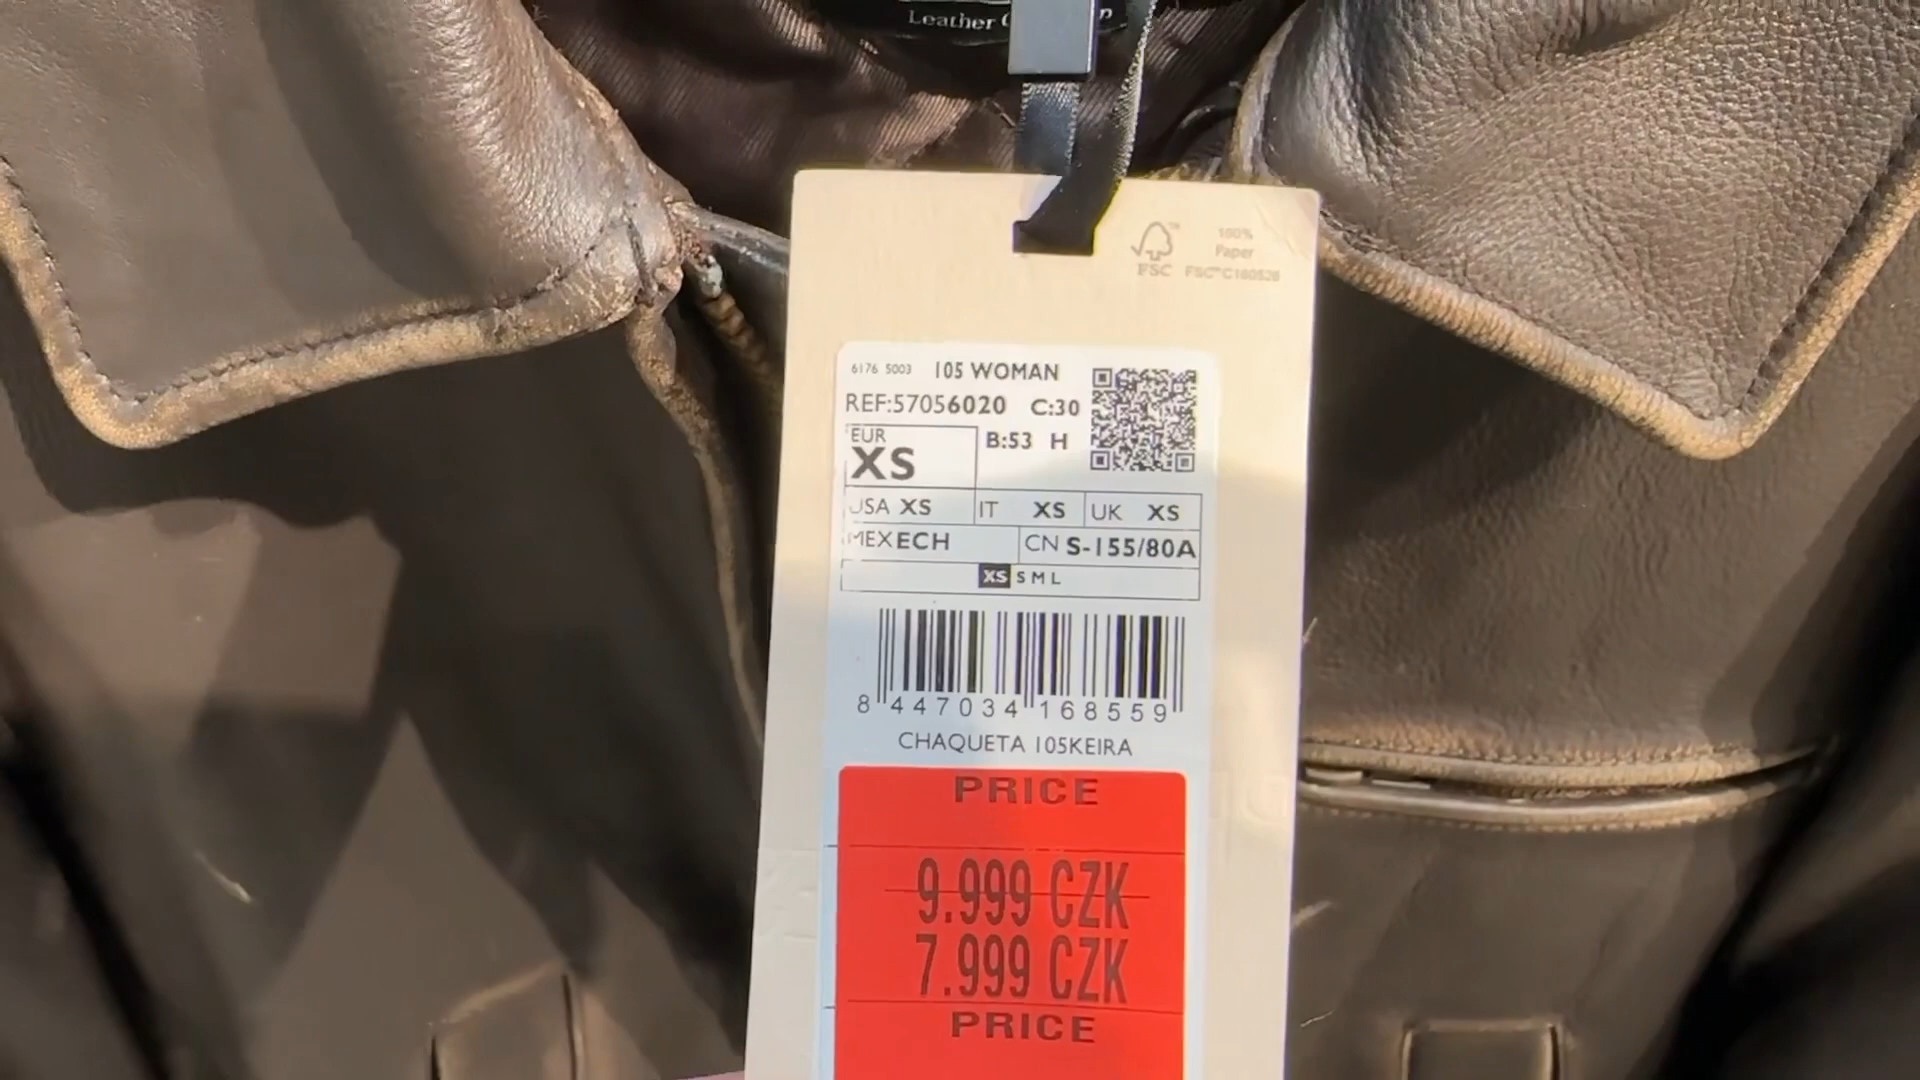 Leather
FSC
100%
Paper
FSC™ C160528
6176 5003 105 WOMAN
REF:57056020 C:30
EUR
XS
B:53 H
USA XS IT XS UK XS
MEX ECH CN S-155/80A
XS S M L
8 447034 168559
CHAQUETA 105KEIRA
PRICE
9.999 CZK
7.999 CZK
PRICE